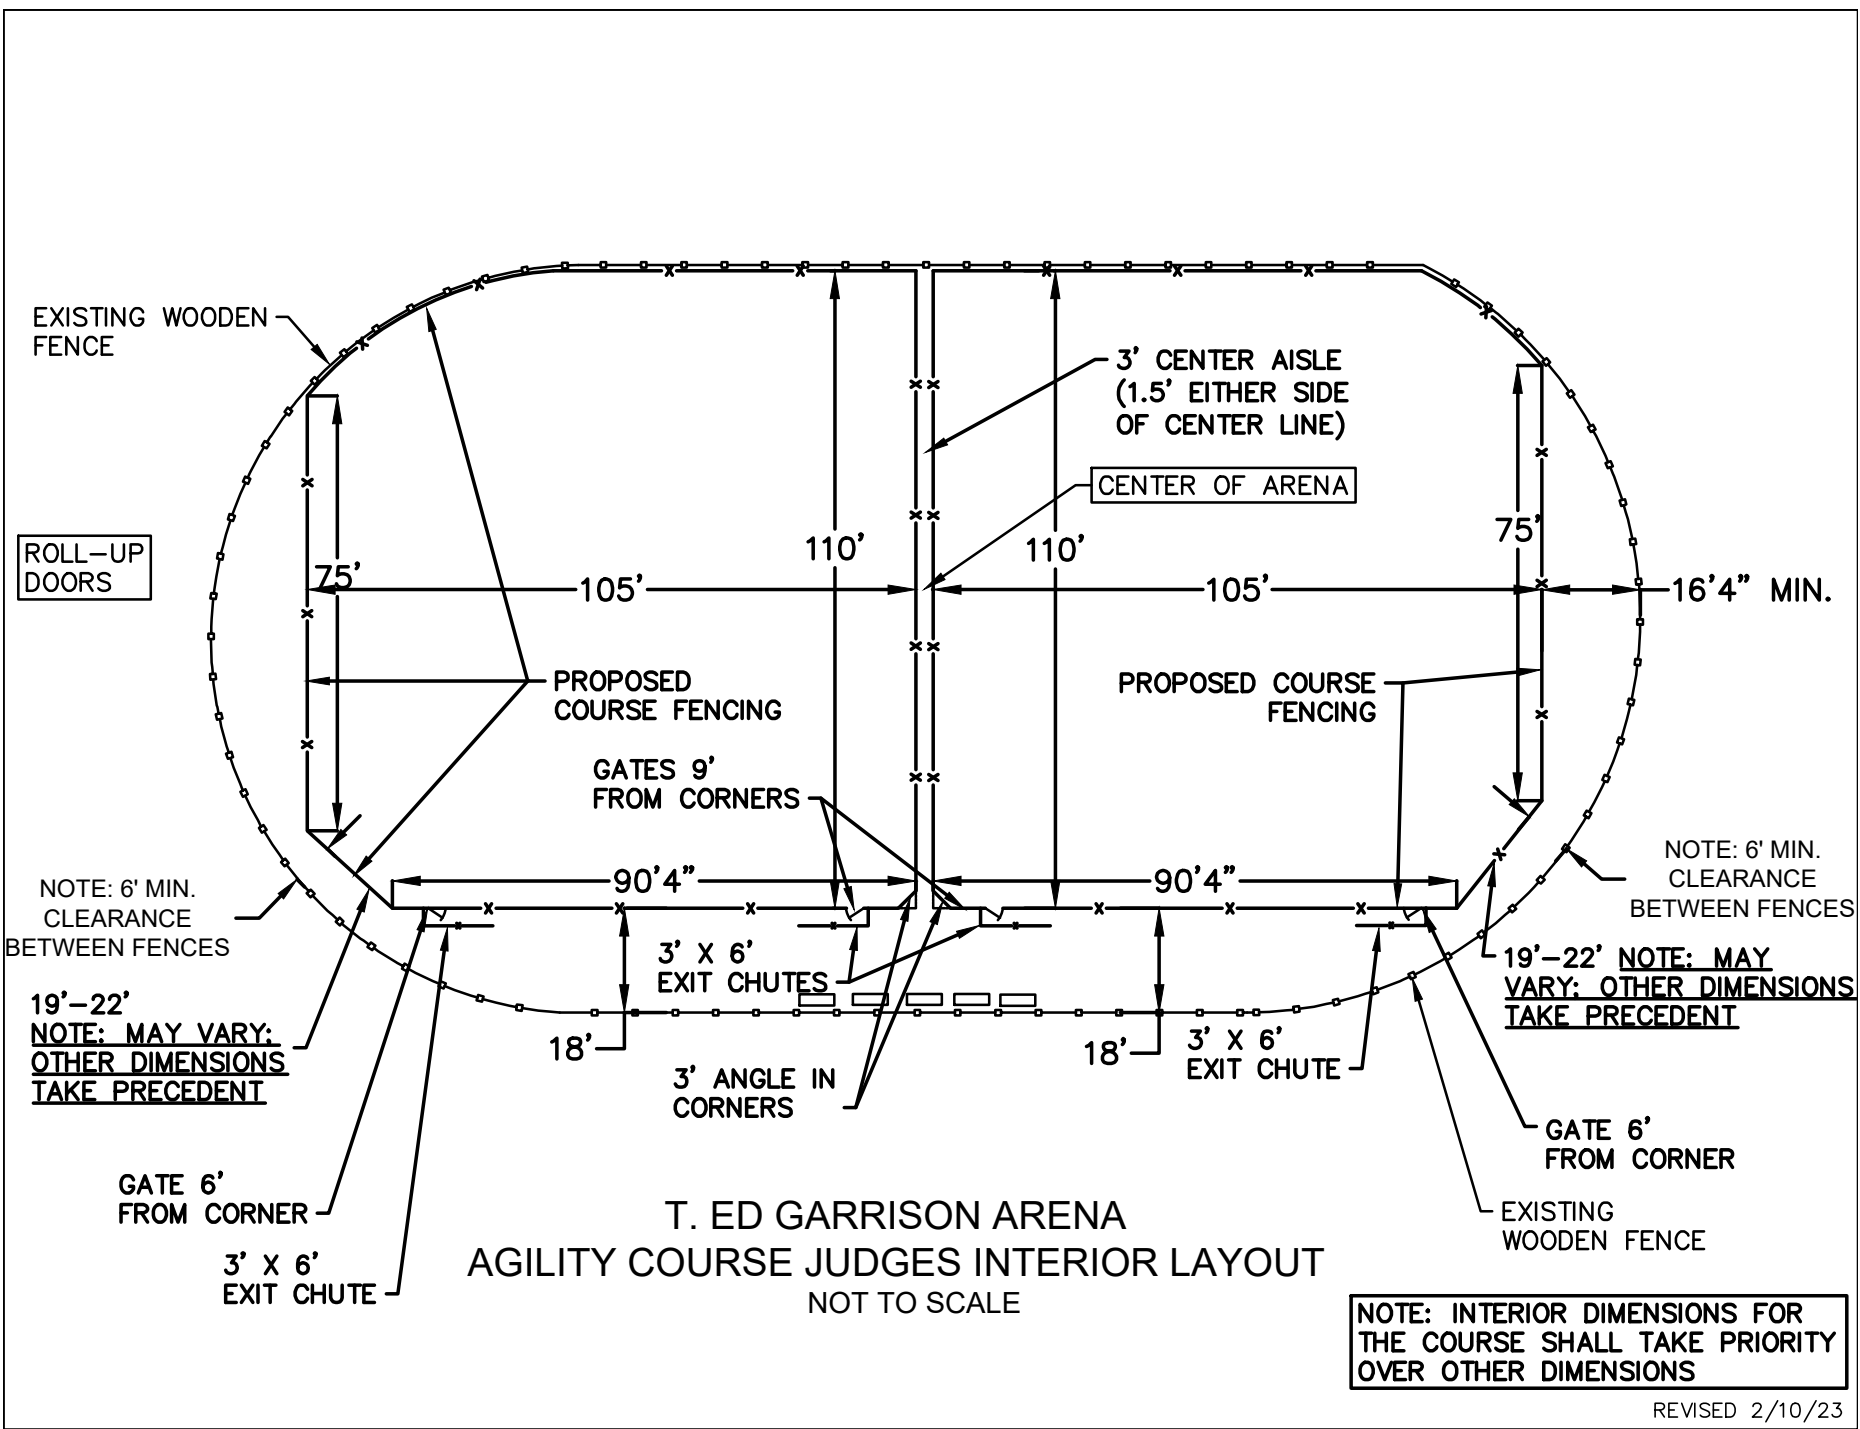 EXISTING WOODEN
FENCE
3' CENTER AISLE
(1.5' EITHER SIDE
OF CENTER LINE)
CENTER OF ARENA
ROLL-UP
DOORS
75'
105'
110'
110'
105'
75'
16'4" MIN.
PROPOSED
COURSE FENCING
PROPOSED COURSE
FENCING
GATES 9'
FROM CORNERS
90'4"
90'4"
NOTE: 6' MIN.
CLEARANCE
BETWEEN FENCES
NOTE: 6' MIN.
CLEARANCE
BETWEEN FENCES
3' X 6'
EXIT CHUTES
19'-22'
NOTE: MAY VARY;
OTHER DIMENSIONS
TAKE PRECEDENT
19'-22' NOTE: MAY
VARY; OTHER DIMENSIONS
TAKE PRECEDENT
18'
18'
3' X 6'
EXIT CHUTE
3' ANGLE IN
CORNERS
GATE 6'
FROM CORNER
GATE 6'
FROM CORNER
3' X 6'
EXIT CHUTE
EXISTING
WOODEN FENCE
T. ED GARRISON ARENA
AGILITY COURSE JUDGES INTERIOR LAYOUT
NOT TO SCALE
NOTE: INTERIOR DIMENSIONS FOR
THE COURSE SHALL TAKE PRIORITY
OVER OTHER DIMENSIONS
REVISED 2/10/23